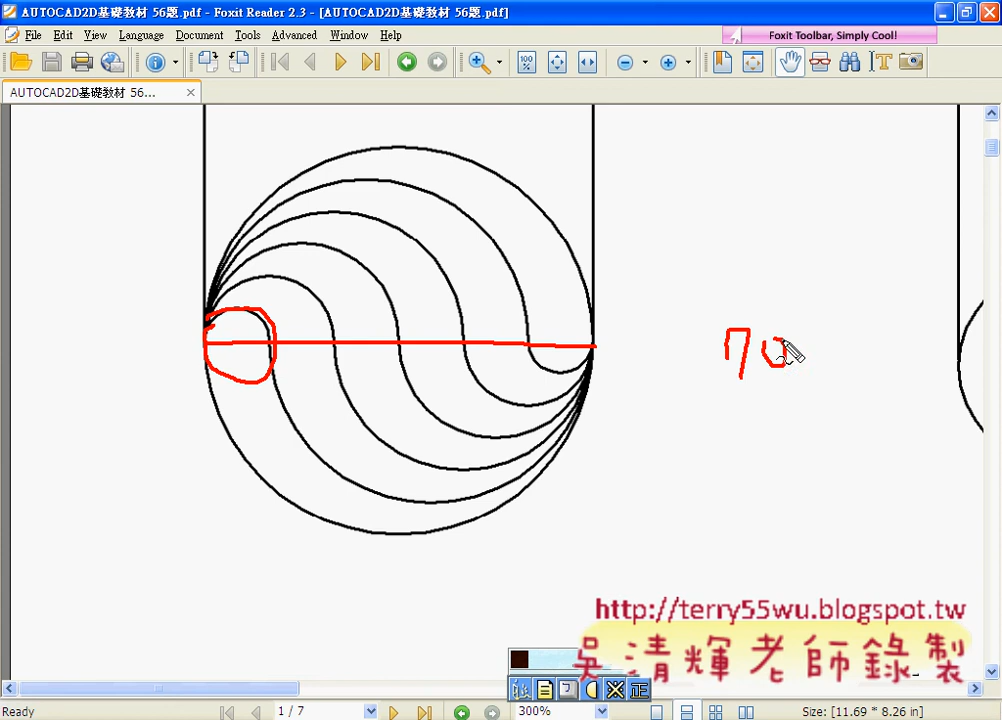 AUTOCAD2D基礎教材 56題.pdf - Foxit Reader 2.3 - [AUTOCAD2D基礎教材 56題.pdf]
File Edit View Language Document Tools Advanced Window Help
Foxit Toolbar, Simply Cool!
AUTOCAD2D基礎教材 56...
70
http://terry55wu.blogspot.tw
吳清輝老師錄製
正
Ready
1 / 7
300%
Size: [11.69 * 8.26 in]